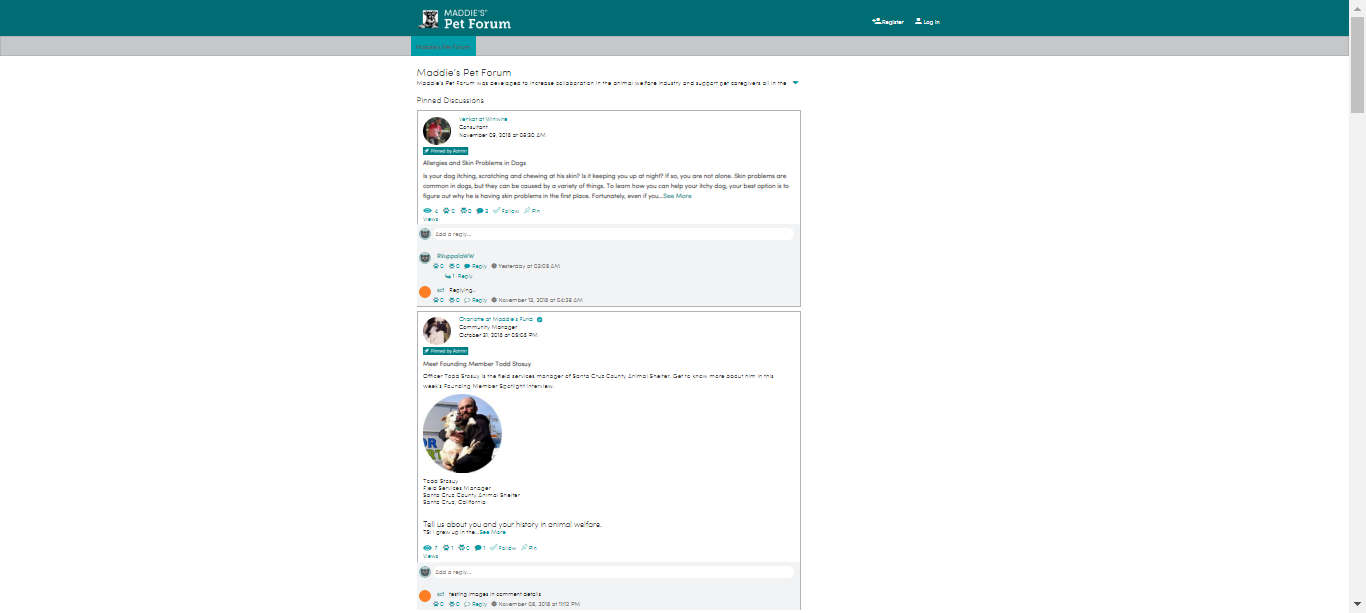 MADDIE'S®
Pet Forum
Register
Log In
Maddie's Pet Forum
Maddie's Pet Forum
Maddie's Pet Forum was developed to increase collaboration in the animal welfare industry and support pet caregivers all in the
Pinned Discussions
Venkat at Winwire
Consultant
November 09, 2018 at 06:30 AM
Pinned by Admin
Allergies and Skin Problems in Dogs
Is your dog itching, scratching and chewing at his skin? Is it keeping you up at night? If so, you are not alone. Skin problems are
common in dogs, but they can be caused by a variety of things. To learn how you can help your itchy dog, your best option is to
figure out why he is having skin problems in the first place. Fortunately, even if you...See More
4 0 0 2 Follow Pin
Views
Add a reply...
RKuppalaWW
0 0 Reply Yesterday at 03:05 AM
1 Reply
ss1 Replying..
0 0 Reply November 13, 2018 at 04:36 AM
Charlotte at Maddie's Fund
Community Manager
October 31, 2018 at 05:08 PM
Pinned by Admin
Meet Founding Member Todd Stosuy
Officer Todd Stosuy is the field services manager of Santa Cruz County Animal Shelter. Get to know more about him in this
week's Founding Member Spotlight interview.
Todd Stosuy
Field Services Manager
Santa Cruz County Animal Shelter
Santa Cruz, California
Tell us about you and your history in animal welfare.
TS: I grew up in the...See More
7 1 0 1 Follow Pin
Views
Add a reply...
ss1 testing images in comment details
0 0 Reply November 08, 2018 at 11:13 PM